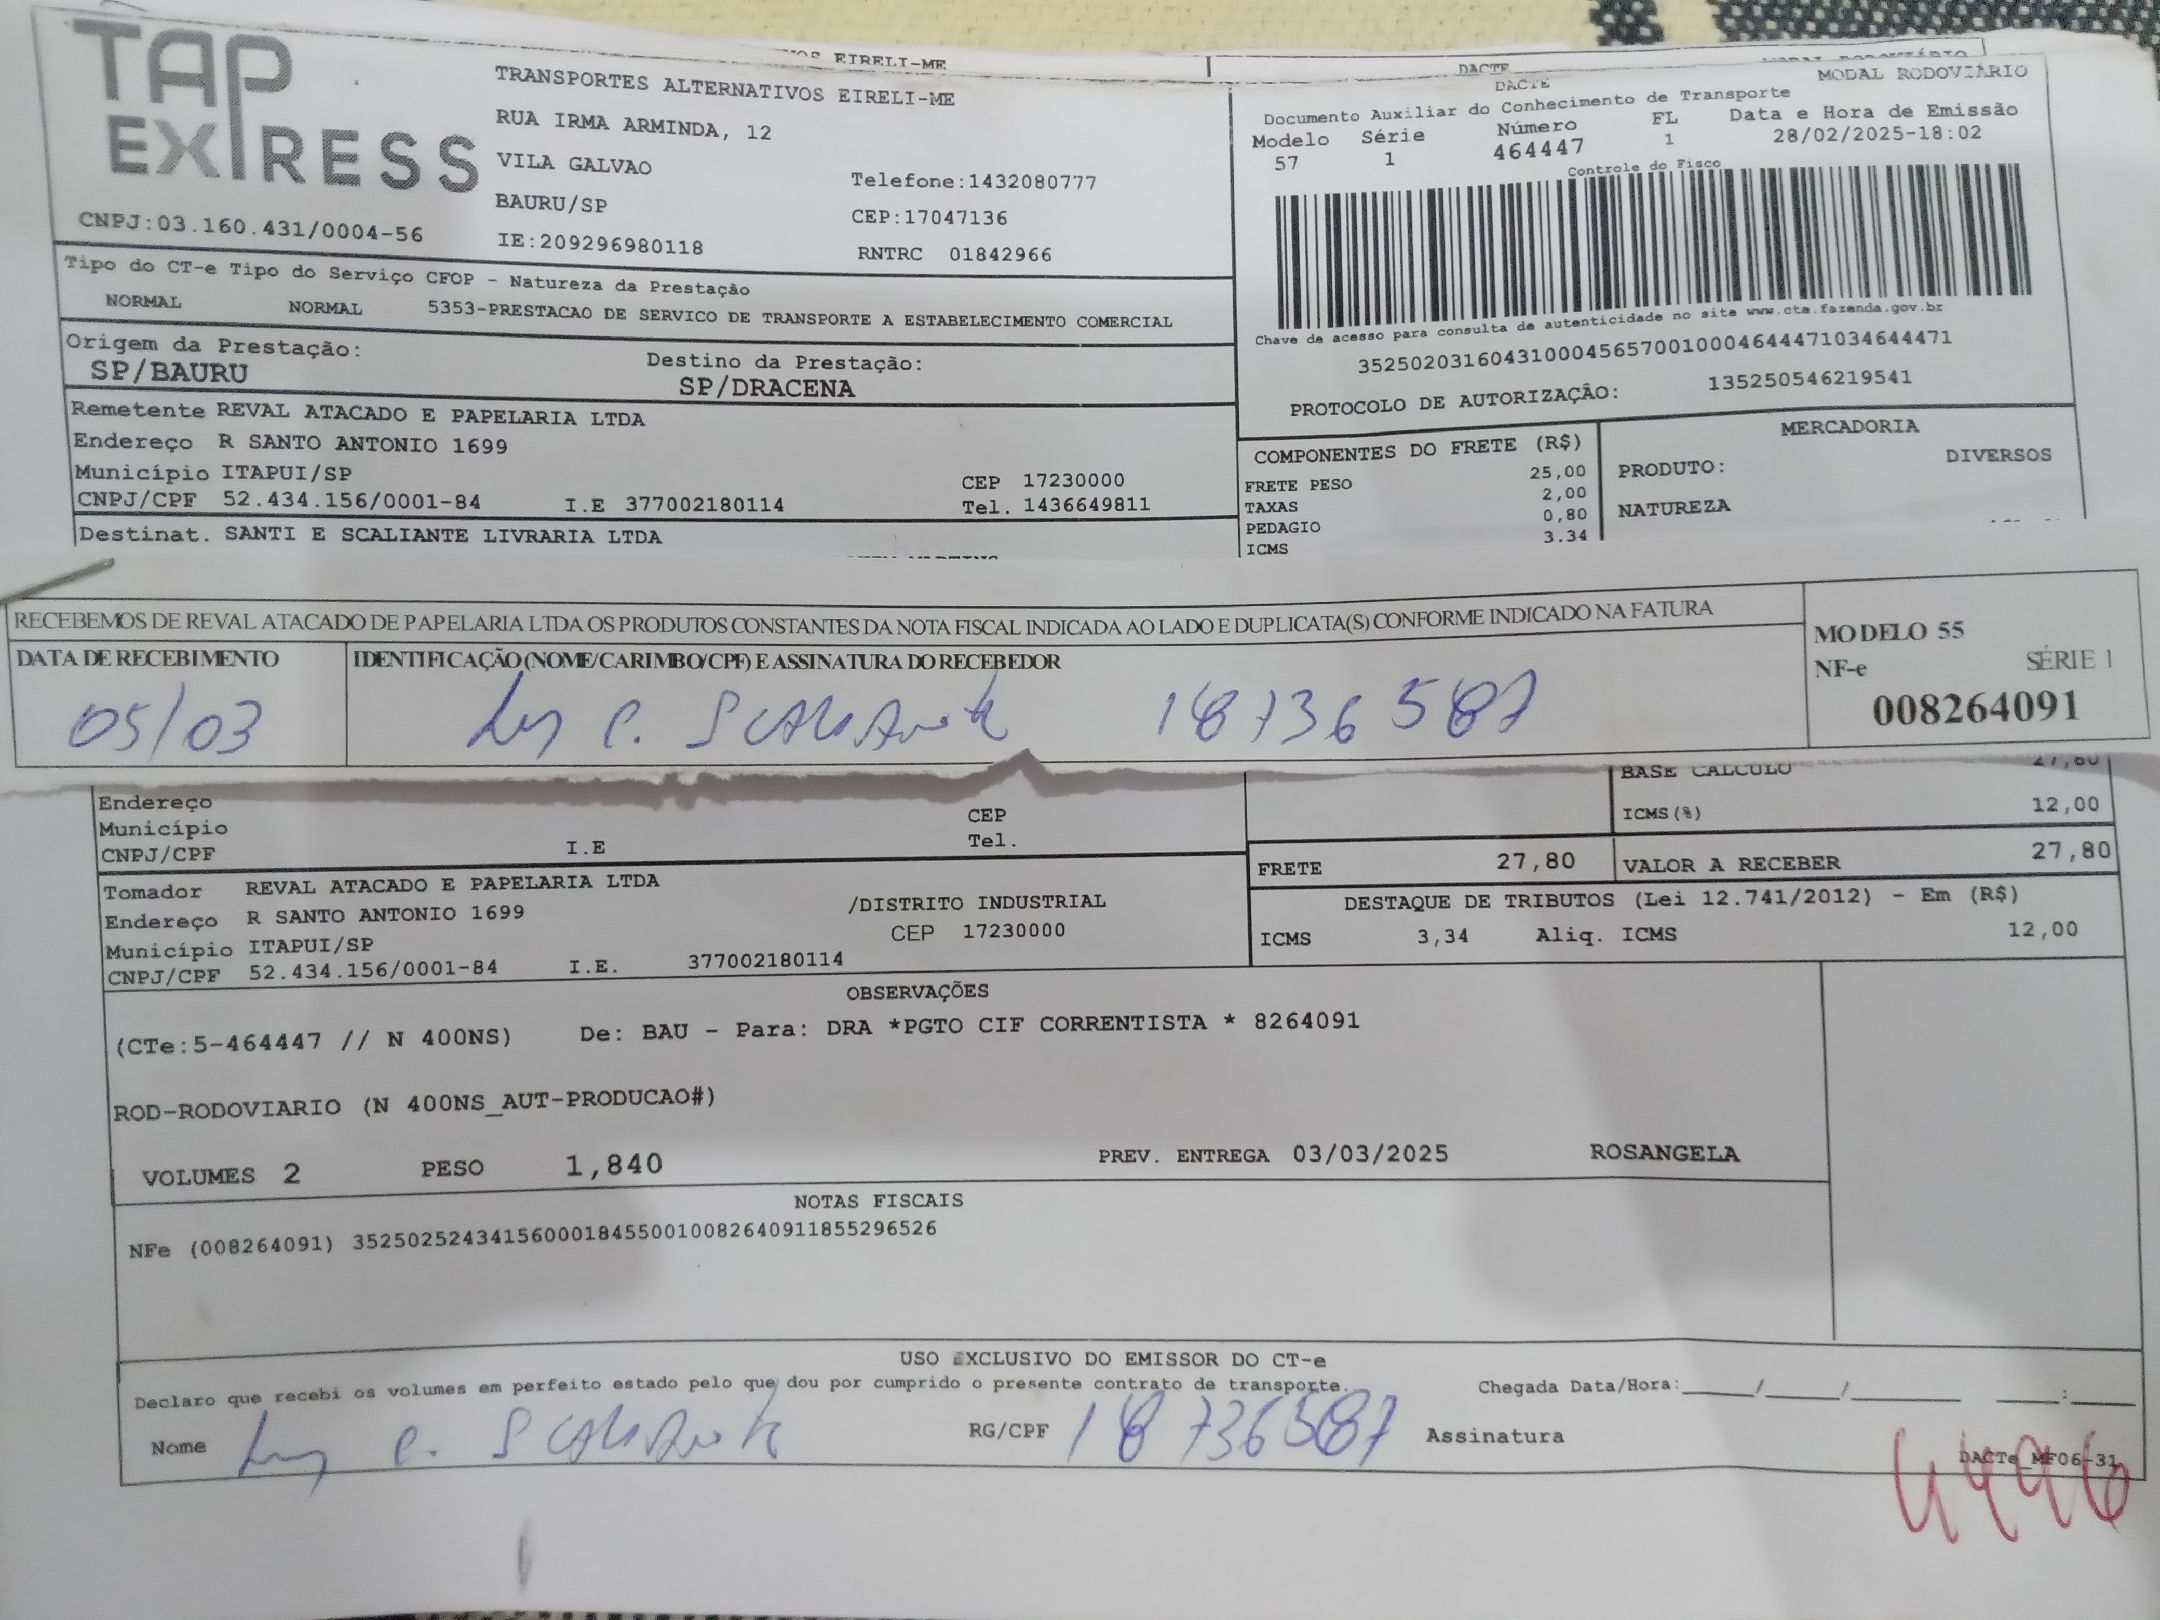 TAP
EXPRESS
OS EIRELI-ME
TRANSPORTES ALTERNATIVOS EIRELI-ME
RUA IRMA ARMINDA, 12
VILA GALVAO
BAURU/SP
IE:209296980118
Telefone:1432080777
CEP:17047136
RNTRC 01842966
CNPJ:03.160.431/0004-56
DACTE
DACTE
MODAL RODOVIÁRIO
Documento Auxiliar do Conhecimento de Transporte
Modelo Série Número FL Data e Hora de Emissão
57 1 464447 1 28/02/2025-18:02
Controle do Fisco
Chave de acesso para consulta de autenticidade no site www.cte.fazenda.gov.br
35250203160431000456570010004644471034644471
PROTOCOLO DE AUTORIZAÇÃO: 135250546219541
Tipo do CT-e Tipo do Serviço CFOP - Natureza da Prestação
NORMAL NORMAL 5353-PRESTACAO DE SERVICO DE TRANSPORTE A ESTABELECIMENTO COMERCIAL
Origem da Prestação: Destino da Prestação:
SP/BAURU SP/DRACENA
Remetente REVAL ATACADO E PAPELARIA LTDA
Endereço R SANTO ANTONIO 1699
Município ITAPUI/SP CEP 17230000
CNPJ/CPF 52.434.156/0001-84 I.E 377002180114 Tel. 1436649811
Destinat. SANTI E SCALIANTE LIVRARIA LTDA
COMPONENTES DO FRETE (R$)
FRETE PESO 25,00
TAXAS 2,00
PEDAGIO 0,80
ICMS 3.34
MERCADORIA
PRODUTO: DIVERSOS
NATUREZA
RECEBEMOS DE REVAL ATACADO DE PAPELARIA LTDA OS PRODUTOS CONSTANTES DA NOTA FISCAL INDICADA AO LADO E DUPLICATA(S) CONFORME INDICADO NA FATURA
DATA DE RECEBIMENTO IDENTIFICAÇÃO (NOME/CARIMBO/CPF) E ASSINATURA DO RECEBEDOR
05/03 18736587
MODELO 55
NF-e SÉRIE 1
008264091
Endereço
Município CEP
CNPJ/CPF I.E Tel.
BASE CALCULO 27,80
ICMS(%) 12,00
FRETE 27,80 VALOR A RECEBER 27,80
Tomador REVAL ATACADO E PAPELARIA LTDA
Endereço R SANTO ANTONIO 1699 /DISTRITO INDUSTRIAL
Município ITAPUI/SP CEP 17230000
CNPJ/CPF 52.434.156/0001-84 I.E. 377002180114
DESTAQUE DE TRIBUTOS (Lei 12.741/2012) - Em (R$)
ICMS 3,34 Aliq. ICMS 12,00
OBSERVAÇÕES
(CTe:5-464447 // N 400NS) De: BAU - Para: DRA *PGTO CIF CORRENTISTA * 8264091
ROD-RODOVIARIO (N 400NS_AUT-PRODUCAO#)
VOLUMES 2 PESO 1,840 PREV. ENTREGA 03/03/2025 ROSANGELA
NOTAS FISCAIS
NFe (008264091) 35250252434156000184550010082640911855296526
USO EXCLUSIVO DO EMISSOR DO CT-e
Declaro que recebi os volumes em perfeito estado pelo que dou por cumprido o presente contrato de transporte. Chegada Data/Hora:____/____/____ ____:____
Nome RG/CPF 18736587 Assinatura
DACTe_MF06-31